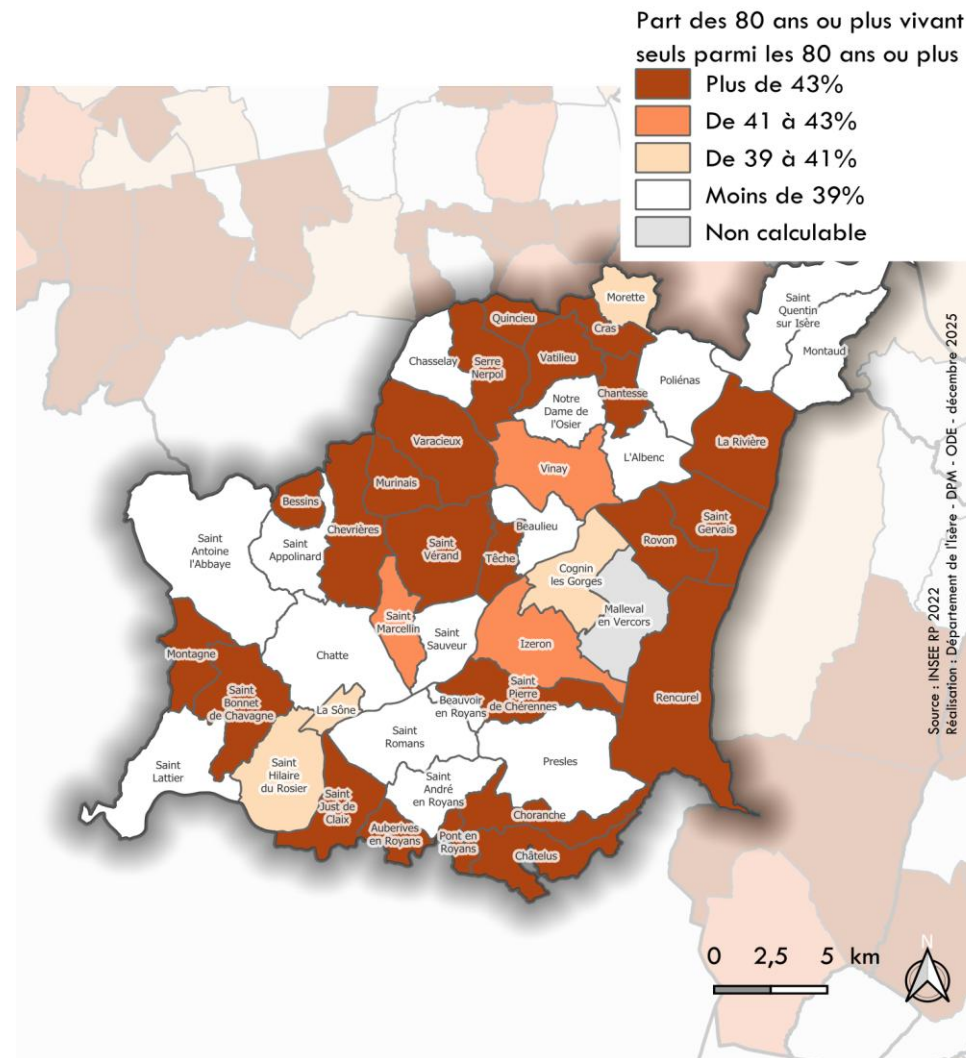 Part des 80 ans ou plus vivant
seuls parmi les 80 ans ou plus
Plus de 43%
De 41 à 43%
De 39 à 41%
Moins de 39%
Non calculable
Morette
Saint
Quentin
sur Isère
Montaud
Quincieu
Cras
Chasselay
Serre
Nerpol
Vatilieu
Chantesse
Poliénas
Notre
Dame de
l'Osier
La Rivière
Varacieux
Vinay
L'Albenc
Murinais
Bessins
Chevrières
Beaulieu
Saint
Gervais
Rovon
Saint
Antoine
l'Abbaye
Saint
Appolinard
Saint
Vérand
Têche
Cognin
les Gorges
Malleval
en Vercors
Saint
Marcellin
Saint
Sauveur
Izeron
Chatte
Montagne
Saint
Bonnet
de Chavagne
La Sône
Beauvoir
en Royans
Saint
Pierre
de Chérennes
Rencurel
Saint
Romans
Presles
Saint
Lattier
Saint
Hilaire
du Rosier
Saint
André
en Royans
Saint
Just de
Claix
Choranche
Auberives
en Royans
Pont en
Royans
Châtelus
Source : INSEE RP 2022
Réalisation : Département de l'Isère - DPM - ODE - décembre 2025
0 2,5 5 km
N